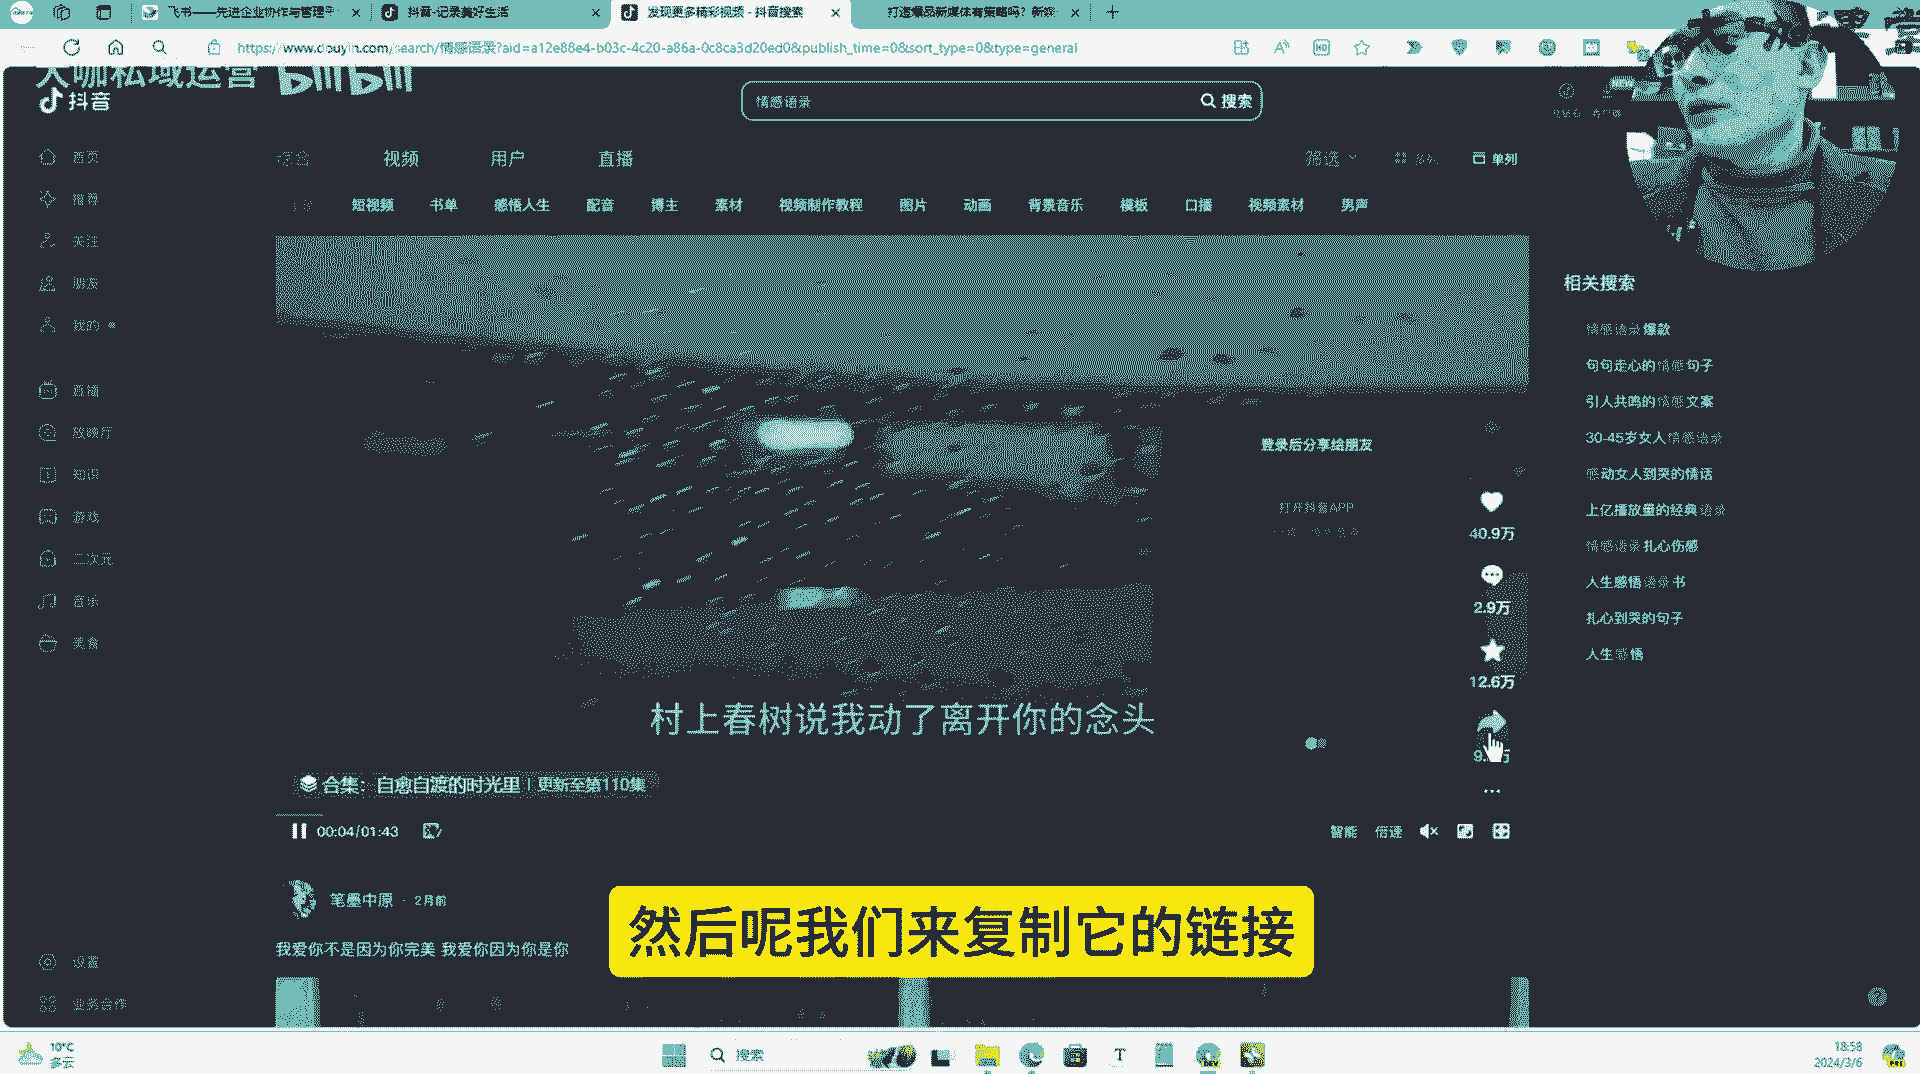 飞书——先进企业协作与管理平
抖音-记录美好生活
发现更多精彩视频 - 抖音搜索
打造爆品新媒体有策略吗？新媒
https://www.douyin.com/search/情感语录?aid=a12e88e4-b03c-4c20-a86a-0c8ca3d20ed0&publish_time=0&sort_type=0&type=general
大咖私域运营 bilibili
抖音
情感语录
搜索
首页
推荐
关注
朋友
我的
直播
放映厅
知识
游戏
二次元
音乐
美食
设置
业务合作
综合 视频 用户 直播
筛选 多列 单列
短视频 书单 感悟人生 配音 博主 素材 视频制作教程 图片 动画 背景音乐 模板 口播 视频素材 男声
登录后分享给朋友
打开抖音APP
40.9万
2.9万
12.6万
村上春树说我动了离开你的念头
合集：自愈自渡的时光里 | 更新至第110集
00:04/01:43
智能 倍速
笔墨中原 · 2月前
我爱你不是因为你完美 我爱你因为你是你
然后呢我们来复制它的链接
相关搜索
情感语录爆款
句句走心的情感句子
引人共鸣的情感文案
30-45岁女人情感语录
感动女人到哭的情话
上亿播放量的经典语录
情感语录扎心伤感
人生感悟语录书
扎心到哭的句子
人生感悟
10°C
多云
搜索
18:58
2024/3/6